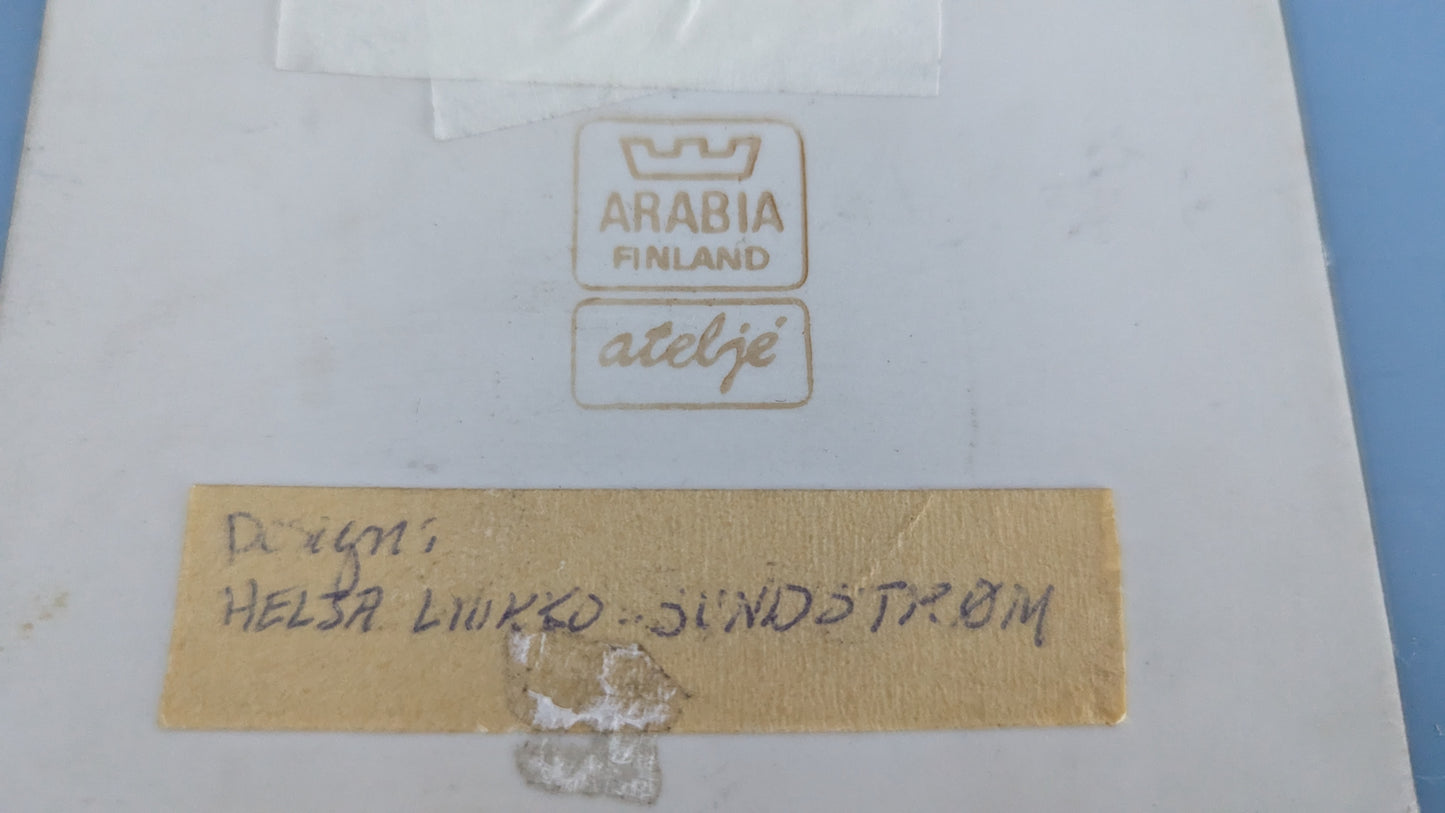 ARABIA
FINLAND
ateljé
Design:
HELJA LIUKKO-SUNDSTRØM